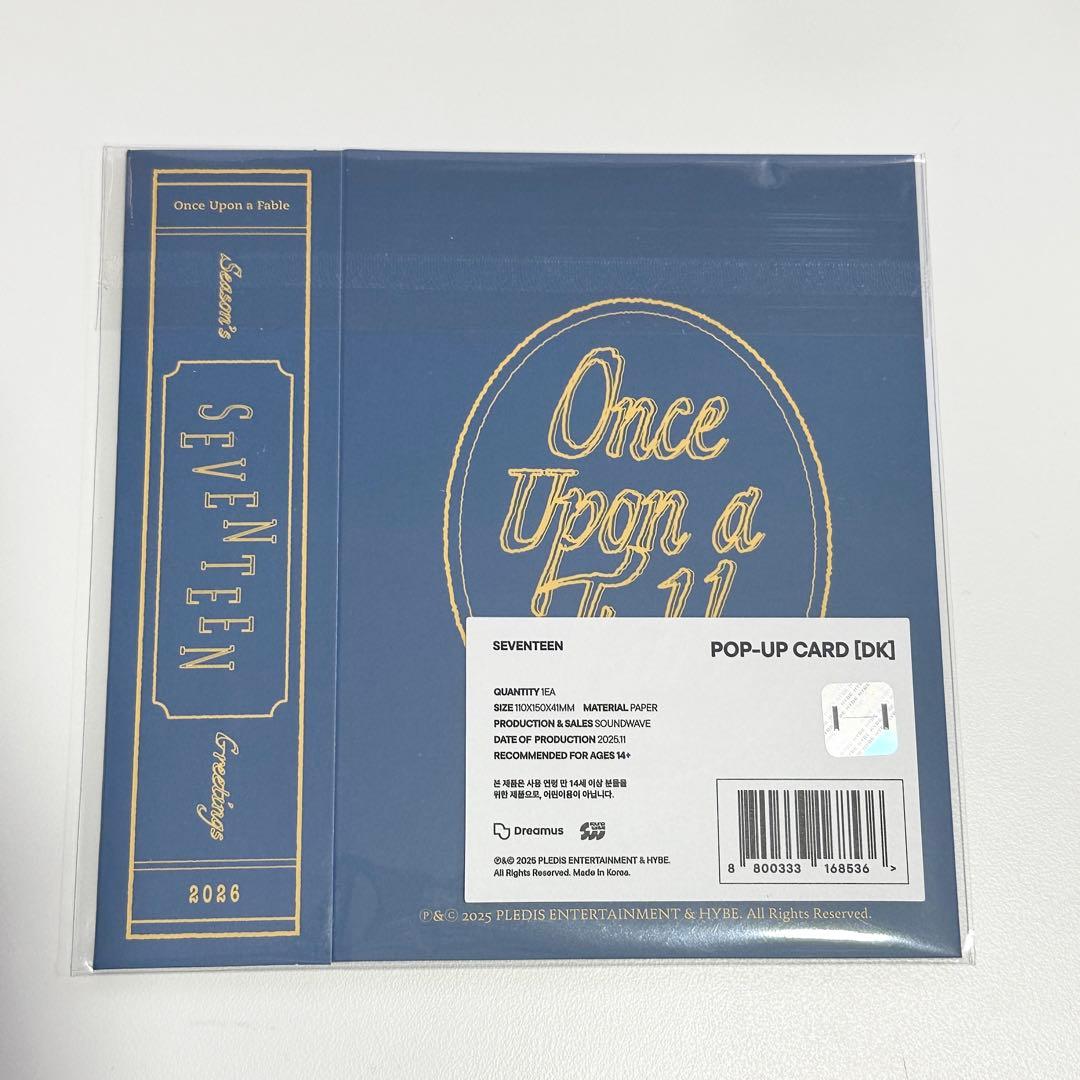 Once Upon a Fable
Season's
SEVENTEEN
Greetings
2026
Once
Upon a
SEVENTEEN
POP-UP CARD [DK]
QUANTITY 1EA
SIZE 110X150X41MM MATERIAL PAPER
PRODUCTION & SALES SOUNDWAVE
DATE OF PRODUCTION 2025.11
RECOMMENDED FOR AGES 14+
본 제품은 사용 연령 만 14세 이상 분들을
위한 제품으로, 어린이용이 아닙니다.
Dreamus
℗&© 2025 PLEDIS ENTERTAINMENT & HYBE.
All Rights Reserved. Made in Korea.
8 800333 168536 >
℗&© 2025 PLEDIS ENTERTAINMENT & HYBE. All Rights Reserved.